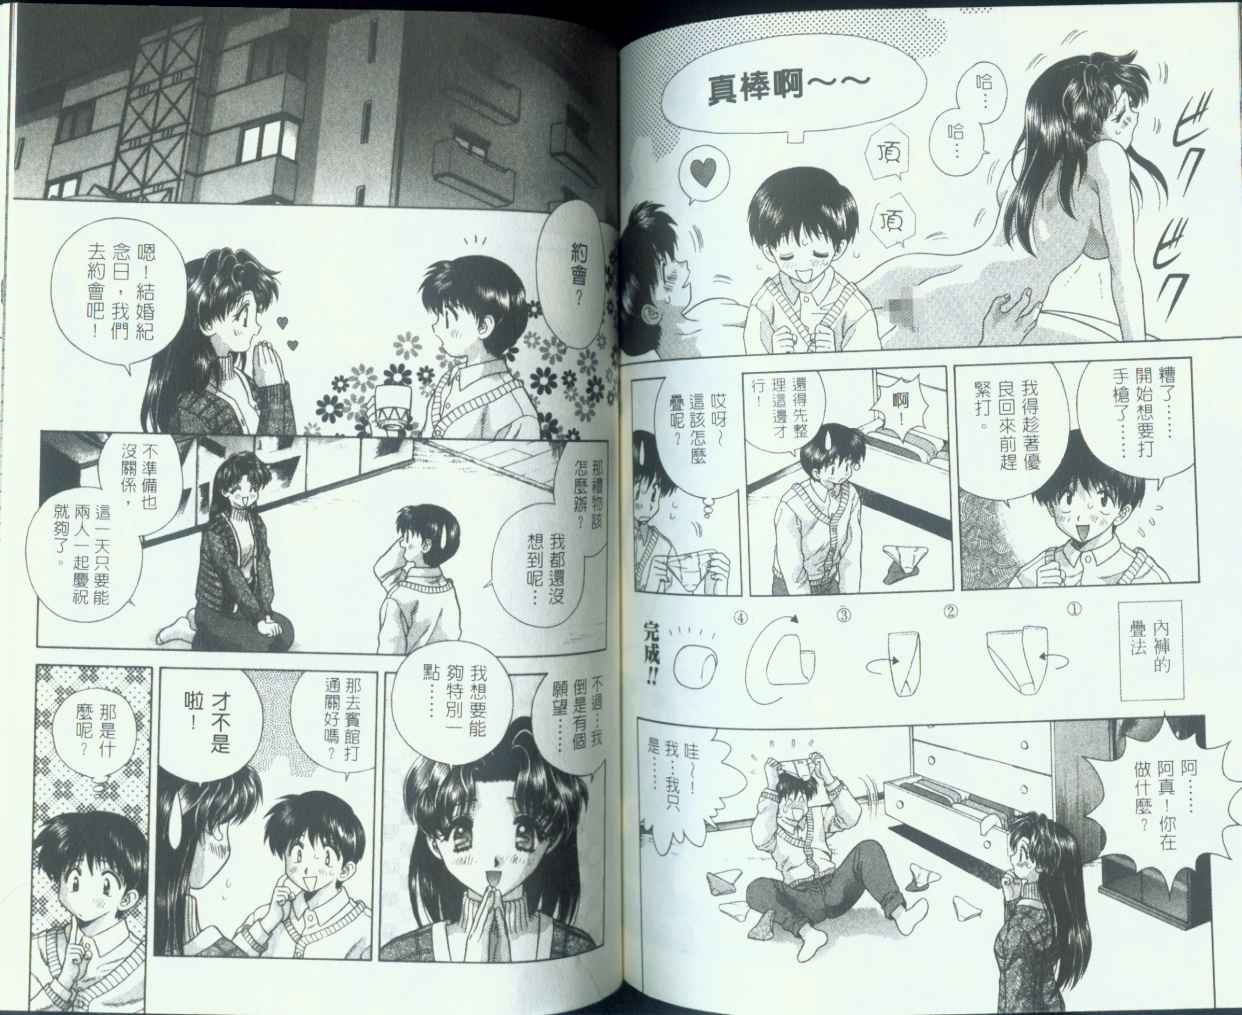 真棒啊～～
哈…
哈…
頂
頂
ビクビク
糟了……
開始想要打
手槍了……
我得趁著優
良回來前趕
緊打。
啊！
還得先整
理這邊才
行！
哎呀～
這該怎麼
疊呢？
內褲的
疊法
①
②
③
④
完成!!
阿……
阿真！你在
做什麼？
哇～！
我…我只
是……
約會？
嗯！結婚紀
念日，我們
去約會吧！
那禮物該
怎麼辦？
我都還沒
想到呢…
不準備也
沒關係，
這一天只要能
兩人一起慶祝
就夠了。
不過…我
倒是有個
願望……
我想要能
夠特別一
點……
那去賓館打
通關好嗎？
才不是
啦！
那是什
麼呢？